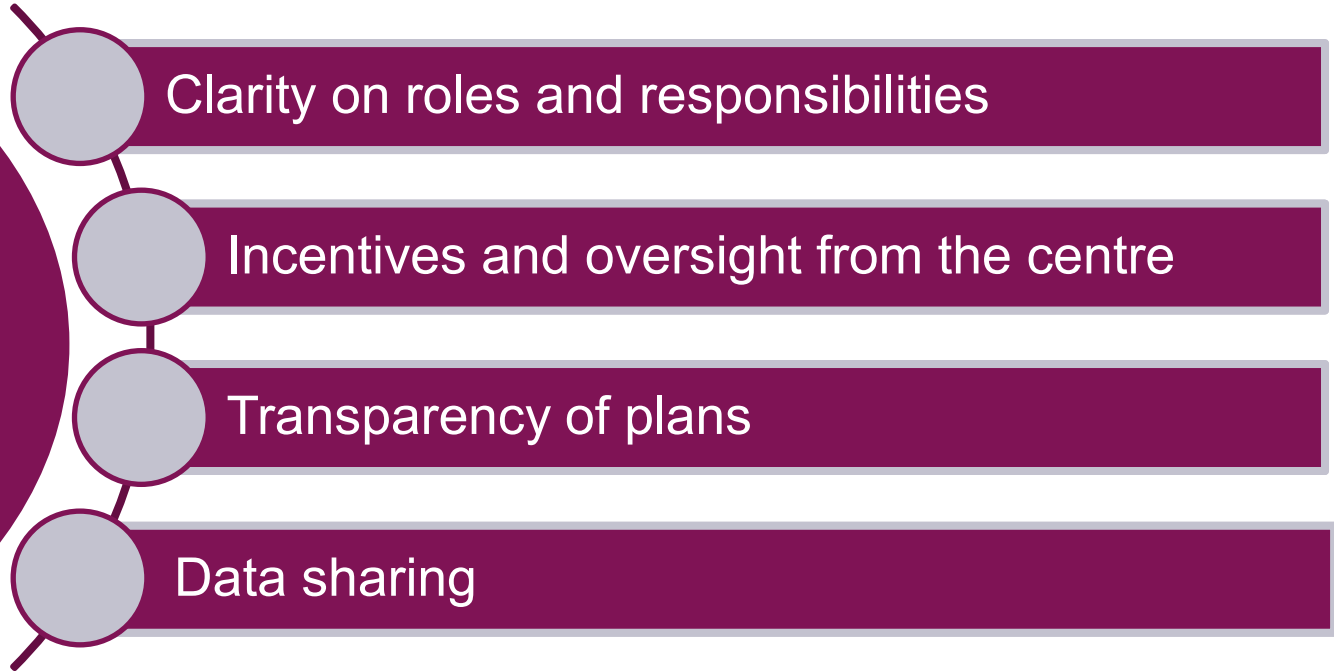 Clarity on roles and responsibilities
Incentives and oversight from the centre
Transparency of plans
Data sharing